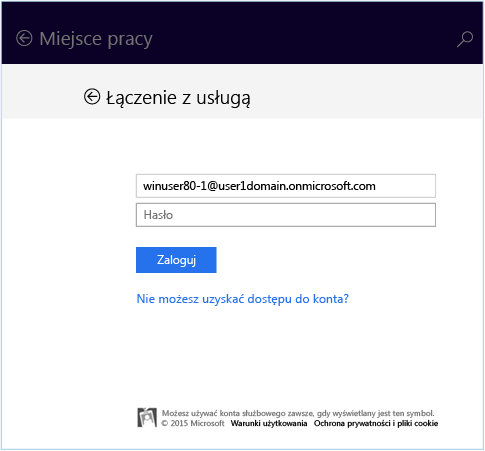 Miejsce pracy
Łączenie z usługą
winuser80-1@user1domain.onmicrosoft.com
Hasło
Zaloguj
Nie możesz uzyskać dostępu do konta?
Możesz używać konta służbowego zawsze, gdy wyświetlany jest ten symbol.
© 2015 Microsoft Warunki użytkowania Ochrona prywatności i pliki cookie